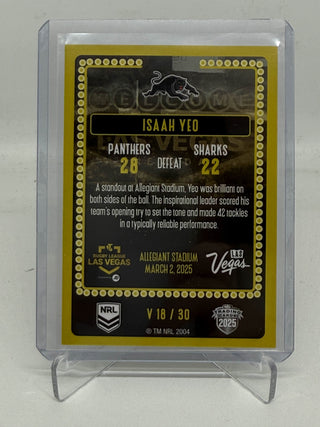 WELCOME
LAS VEGAS
ISAAH YEO
PANTHERS SHARKS
28 DEFEAT 22
A standout at Allegiant Stadium, Yeo was brilliant on
both sides of the ball. The inspirational leader scored his
team's opening try to set the tone and made 42 tackles
in a typically reliable performance.
RUGBY LEAGUE
LAS VEGAS
ALLEGIANT STADIUM
MARCH 2, 2025
LAS
Vegas
NRL
V 18 / 30
® TM NRL 2004
2025